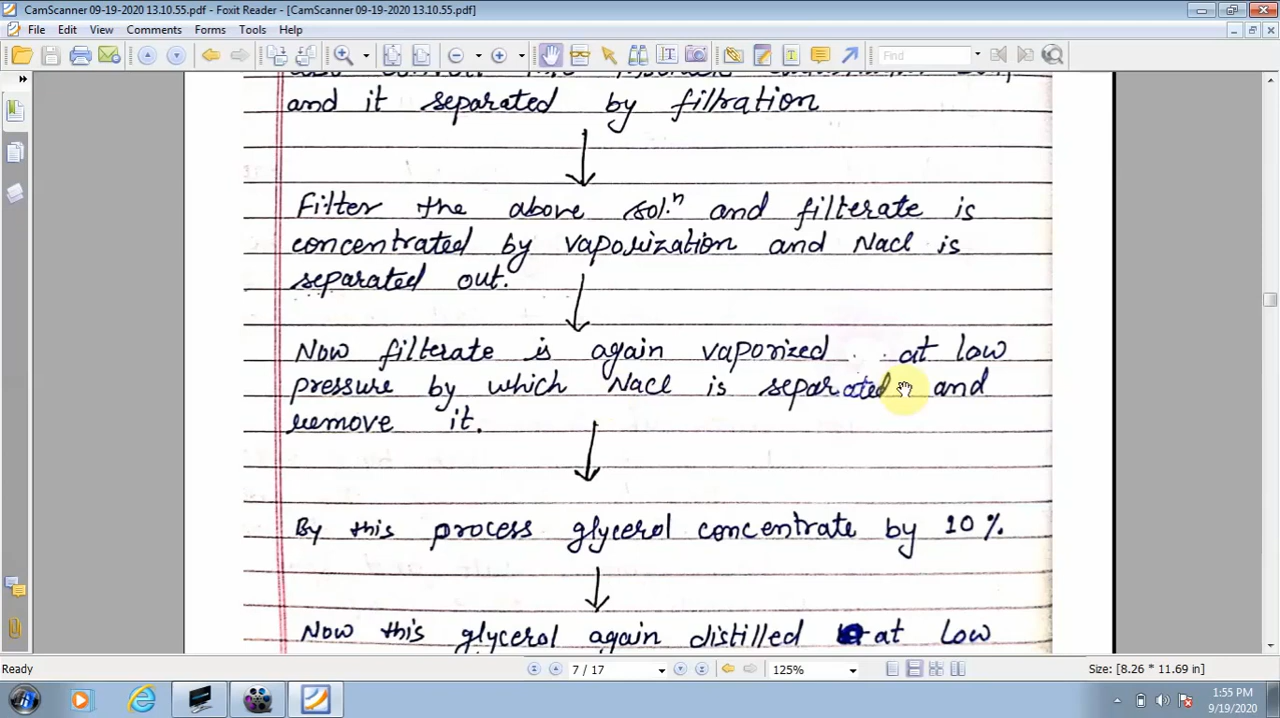 CamScanner 09-19-2020 13.10.55.pdf - Foxit Reader - [CamScanner 09-19-2020 13.10.55.pdf]
File Edit View Comments Forms Tools Help
Find
and it separated by filtration
Filter the above sol.n and filterate is
concentrated by vaporization and Nacl is
separated out.
Now filterate is again vaporized at low
pressure by which Nacl is separated and
remove it.
By this process glycerol concentrate by 10%.
Now this glycerol again distilled at low
Ready
7 / 17
125%
Size: [8.26 * 11.69 in]
1:55 PM
9/19/2020